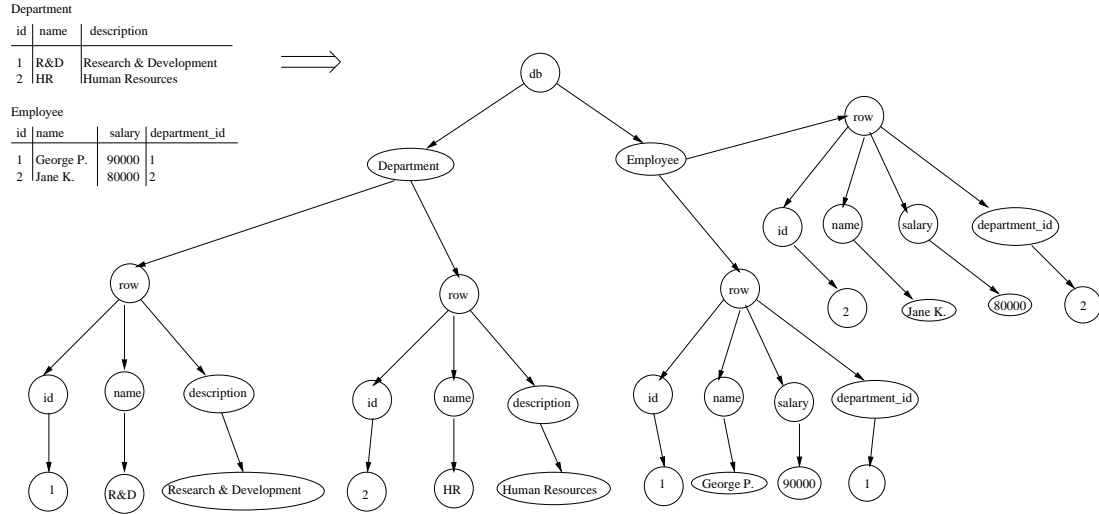 Department
id name description
1 R&D Research & Development
2 HR Human Resources
Employee
id name salary department_id
1 George P. 90000 1
2 Jane K. 80000 2
db
Department
Employee
row
id
name
salary
department_id
2
Jane K.
80000
2
row
row
row
id
name
description
id
name
description
id
name
salary
department_id
1
R&D
Research & Development
2
HR
Human Resources
1
George P.
90000
1